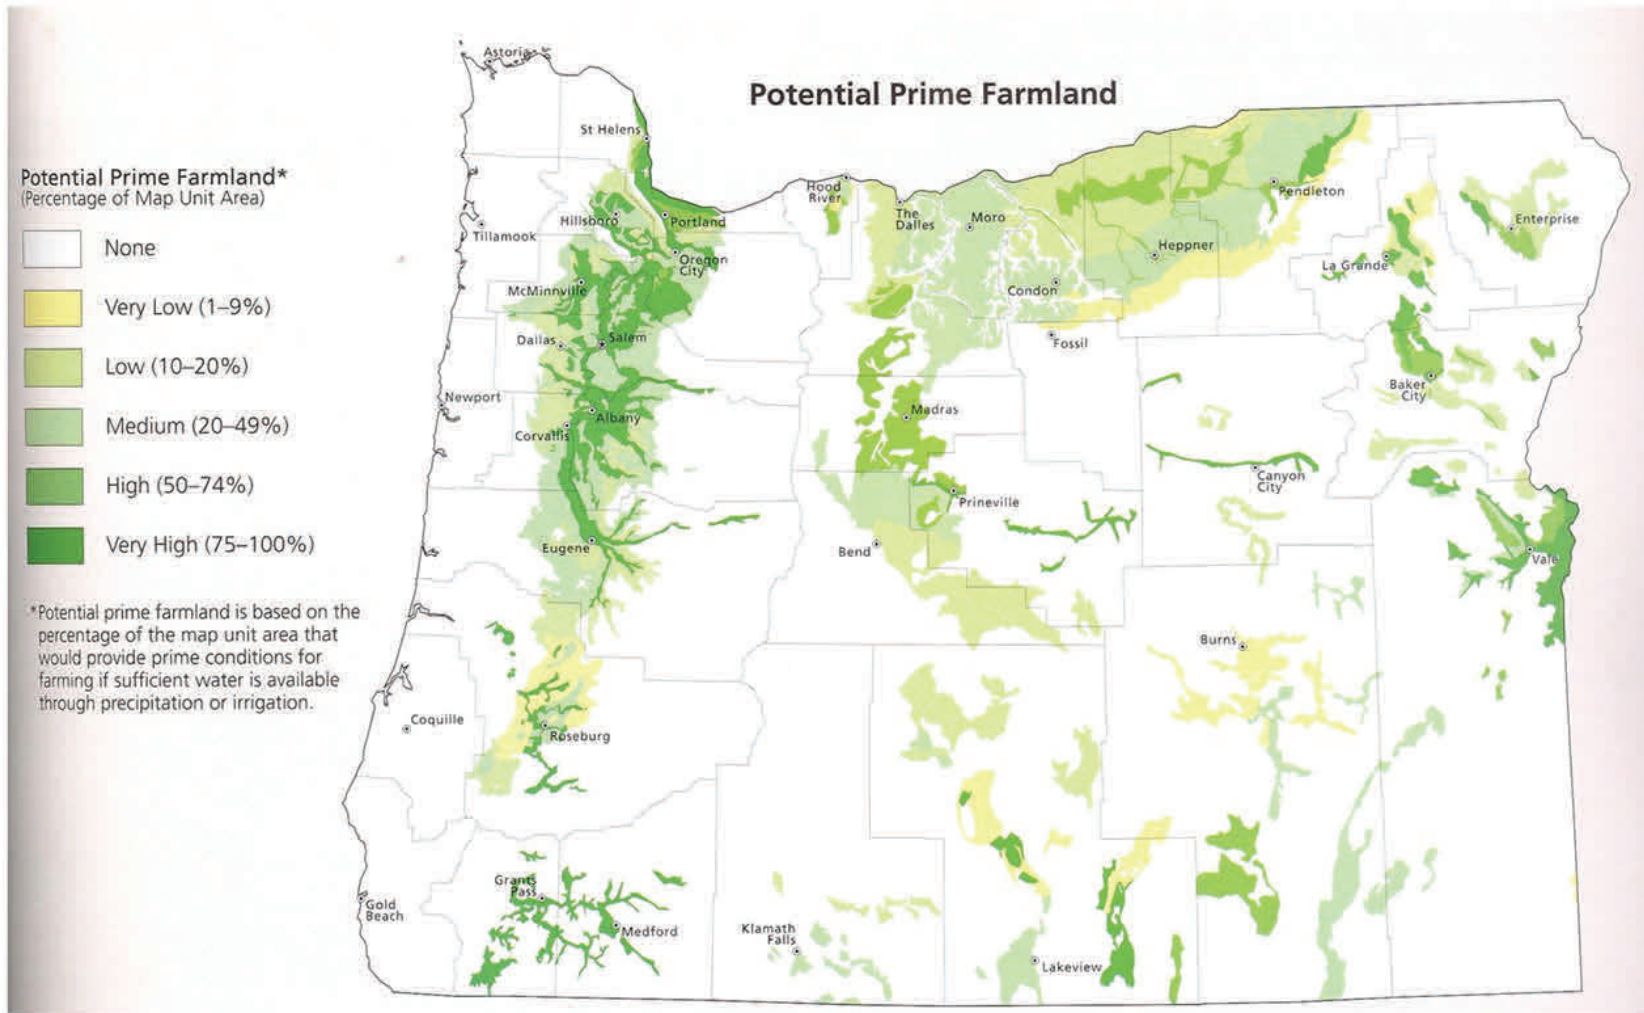 Potential Prime Farmland
Potential Prime Farmland*
(Percentage of Map Unit Area)
None
Very Low (1–9%)
Low (10–20%)
Medium (20–49%)
High (50–74%)
Very High (75–100%)
*Potential prime farmland is based on the
percentage of the map unit area that
would provide prime conditions for
farming if sufficient water is available
through precipitation or irrigation.
Astoria
St Helens
Hood
River
The
Dalles
Moro
Pendleton
Hillsboro
Portland
Tillamook
Oregon
City
Heppner
Enterprise
La Grande
McMinnville
Condon
Dallas
Salem
Fossil
Newport
Albany
Corvallis
Madras
Baker
City
Canyon
City
Prineville
Eugene
Bend
Vale
Burns
Coquille
Roseburg
Grants
Pass
Gold
Beach
Medford
Klamath
Falls
Lakeview